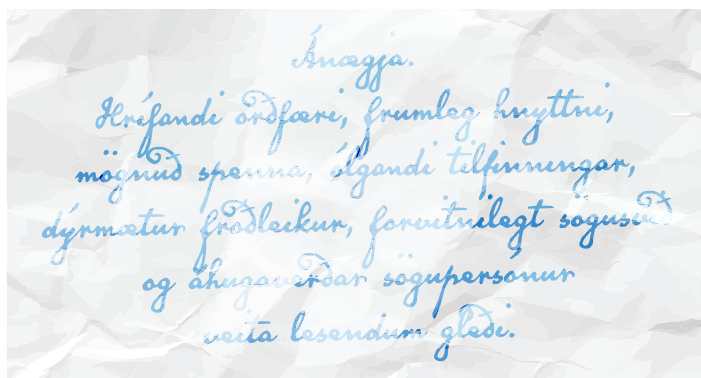 Ánægja.
Hrífandi orðfæri, frumleg hnyttni,
mögnuð spenna, ólgandi tilfinningar,
dýrmætur fróðleikur, forvitnilegt sögusvið
og áhugaverðar sögupersónur
veita lesendum gleði.